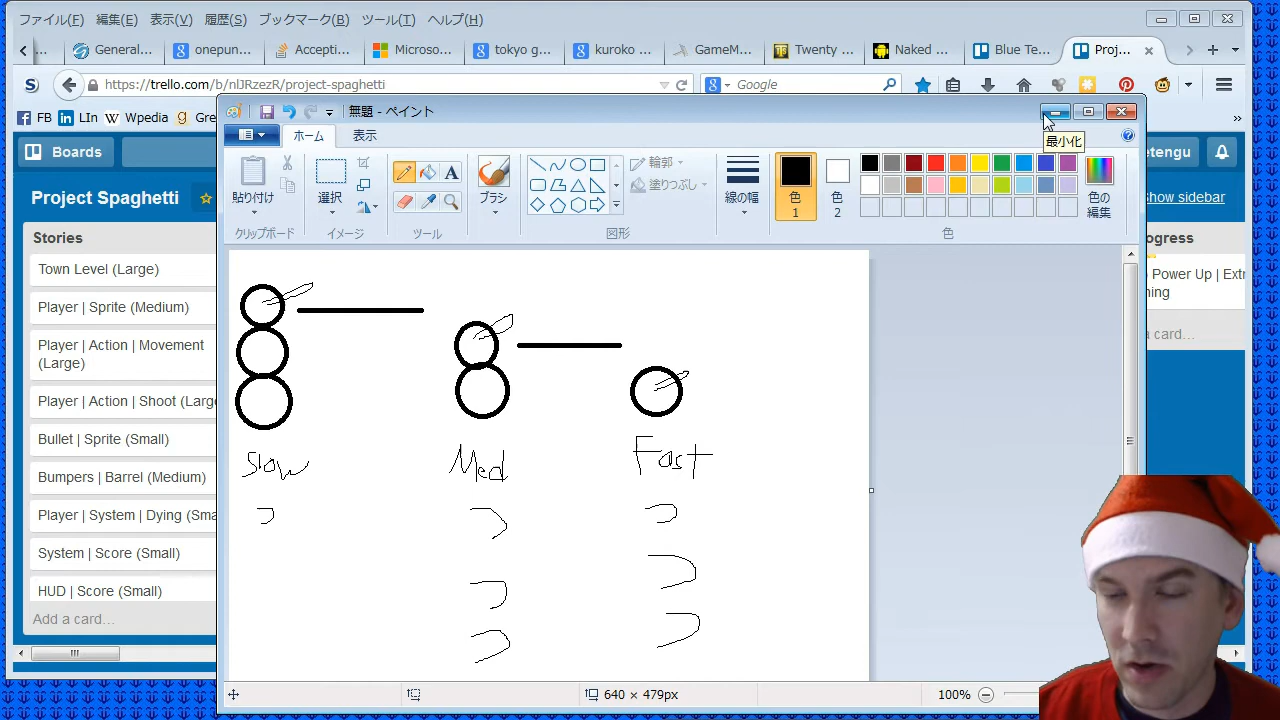 ファイル(F) 編集(E) 表示(V) 履歴(S) ブックマーク(B) ツール(T) ヘルプ(H)
... General... onepun... Accepti... Microso... tokyo g... kuroko ... GameM... Twenty ... Naked ... Blue Te... Proj...
https://trello.com/b/nlJRzezR/project-spaghetti Google
FB LIn Wpedia Gre
無題 - ペイント
最小化
ホーム 表示
Boards
etengu
貼り付け 選択 A ブラシ 輪郭 塗りつぶし 線の幅 色 1 色 2 色の編集
クリップボード イメージ ツール 図形 色
Project Spaghetti
Show sidebar
Stories
Town Level (Large)
Player | Sprite (Medium)
Player | Action | Movement
(Large)
Player | Action | Shoot (Larg
Bullet | Sprite (Small)
Bumpers | Barrel (Medium)
Player | System | Dying (Sma
System | Score (Small)
HUD | Score (Small)
Add a card...
rogress
Power Up | Extr
ning
a card...
Slow Med Fast
640 × 479px 100%